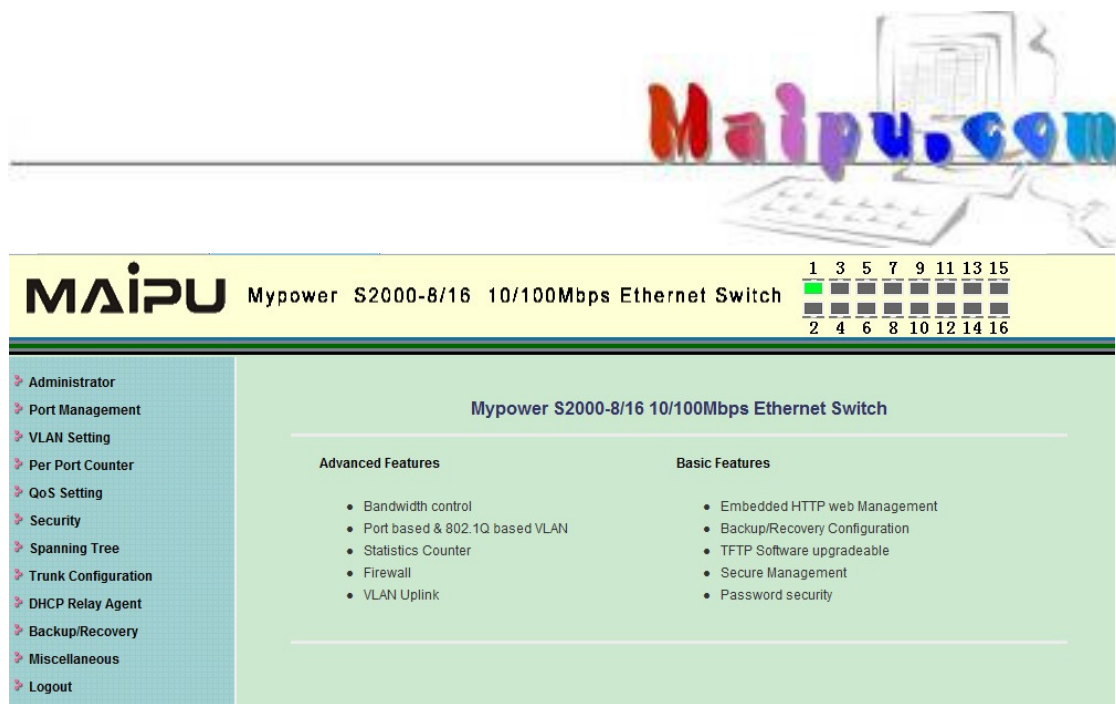 Maipu.com
MAiPU
Mypower S2000-8/16 10/100Mbps Ethernet Switch
1 3 5 7 9 11 13 15
2 4 6 8 10 12 14 16
Administrator
Port Management
VLAN Setting
Per Port Counter
QoS Setting
Security
Spanning Tree
Trunk Configuration
DHCP Relay Agent
Backup/Recovery
Miscellaneous
Logout
Mypower S2000-8/16 10/100Mbps Ethernet Switch
Advanced Features
Bandwidth control
Port based & 802.1Q based VLAN
Statistics Counter
Firewall
VLAN Uplink
Basic Features
Embedded HTTP web Management
Backup/Recovery Configuration
TFTP Software upgradeable
Secure Management
Password security